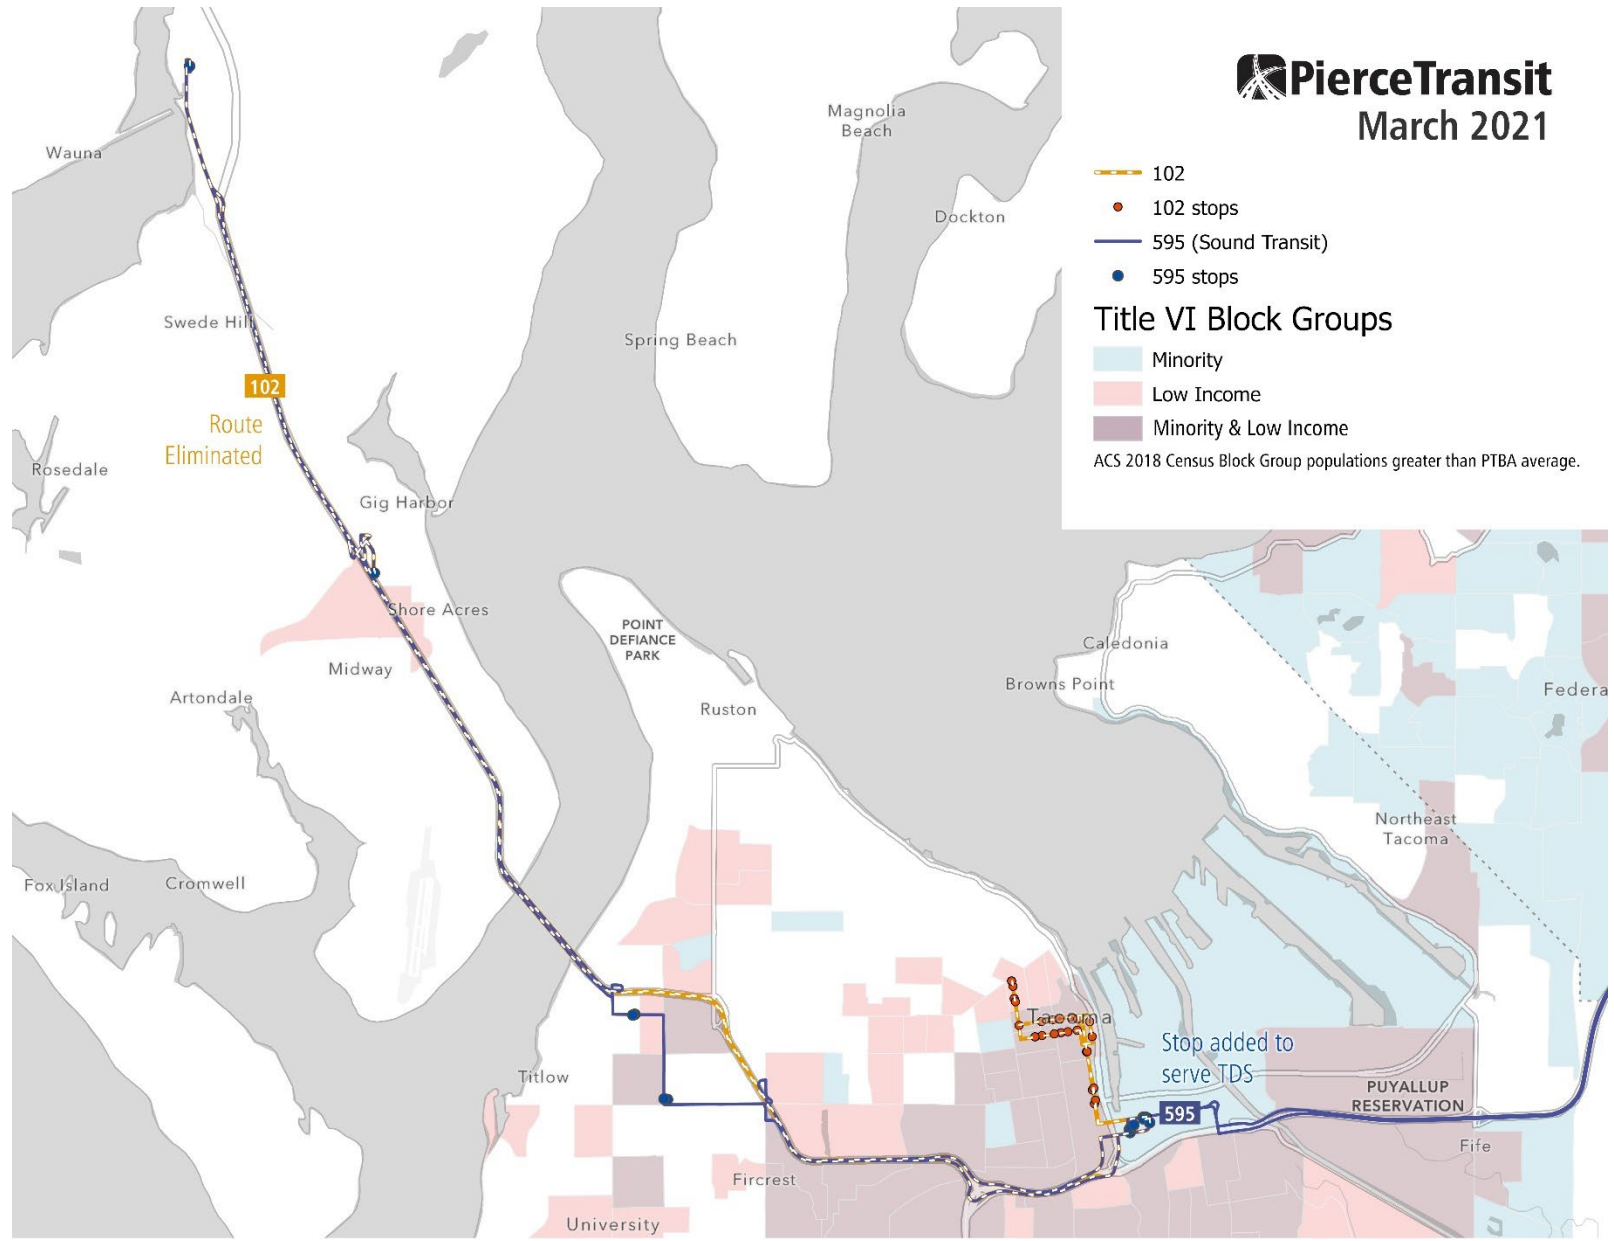 PierceTransit
March 2021
102
102 stops
595 (Sound Transit)
595 stops
Title VI Block Groups
Minority
Low Income
Minority & Low Income
ACS 2018 Census Block Group populations greater than PTBA average.
Magnolia
Beach
Wauna
Dockton
Swede Hill
Spring Beach
102
Route
Eliminated
Rosedale
Gig Harbor
Shore Acres
POINT
DEFIANCE
PARK
Caledonia
Midway
Browns Point
Artondale
Federa
Ruston
Northeast
Tacoma
Fox Island
Cromwell
Tacoma
Stop added to
serve TDS
Titlow
PUYALLUP
RESERVATION
595
Fife
Fircrest
University